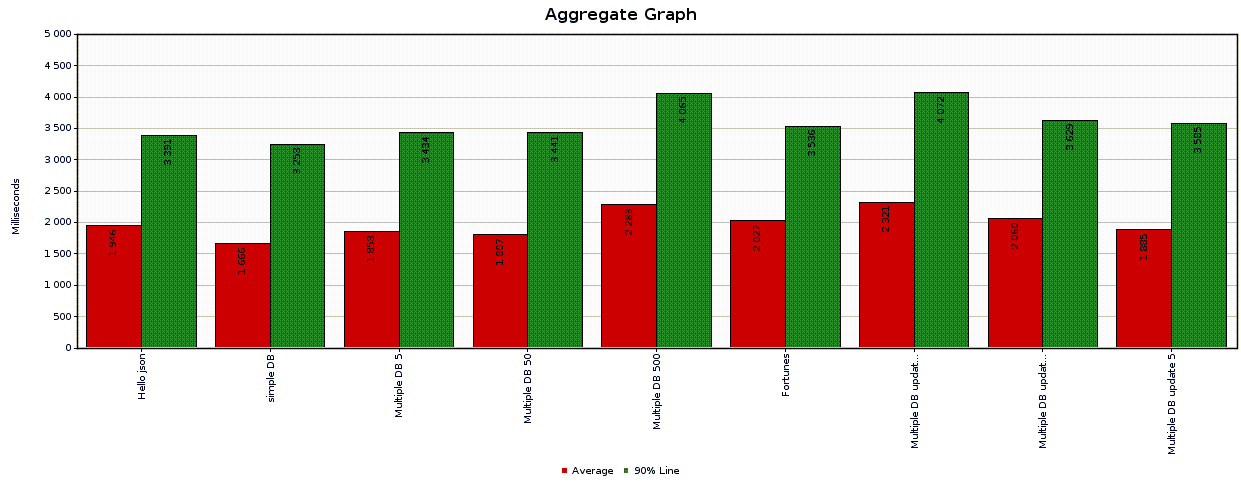 Aggregate Graph
Milliseconds
5 000
4 500
4 000
3 500
3 000
2 500
2 000
1 500
1 000
500
0
1 946
3 391
1 666
3 253
1 858
3 434
1 807
3 441
2 283
4 065
2 027
3 536
2 321
4 072
2 060
3 629
1 885
3 585
Hello json
simple DB
Multiple DB 5
Multiple DB 50
Multiple DB 500
Fortunes
Multiple DB updat...
Multiple DB updat...
Multiple DB update 5
Average
90% Line